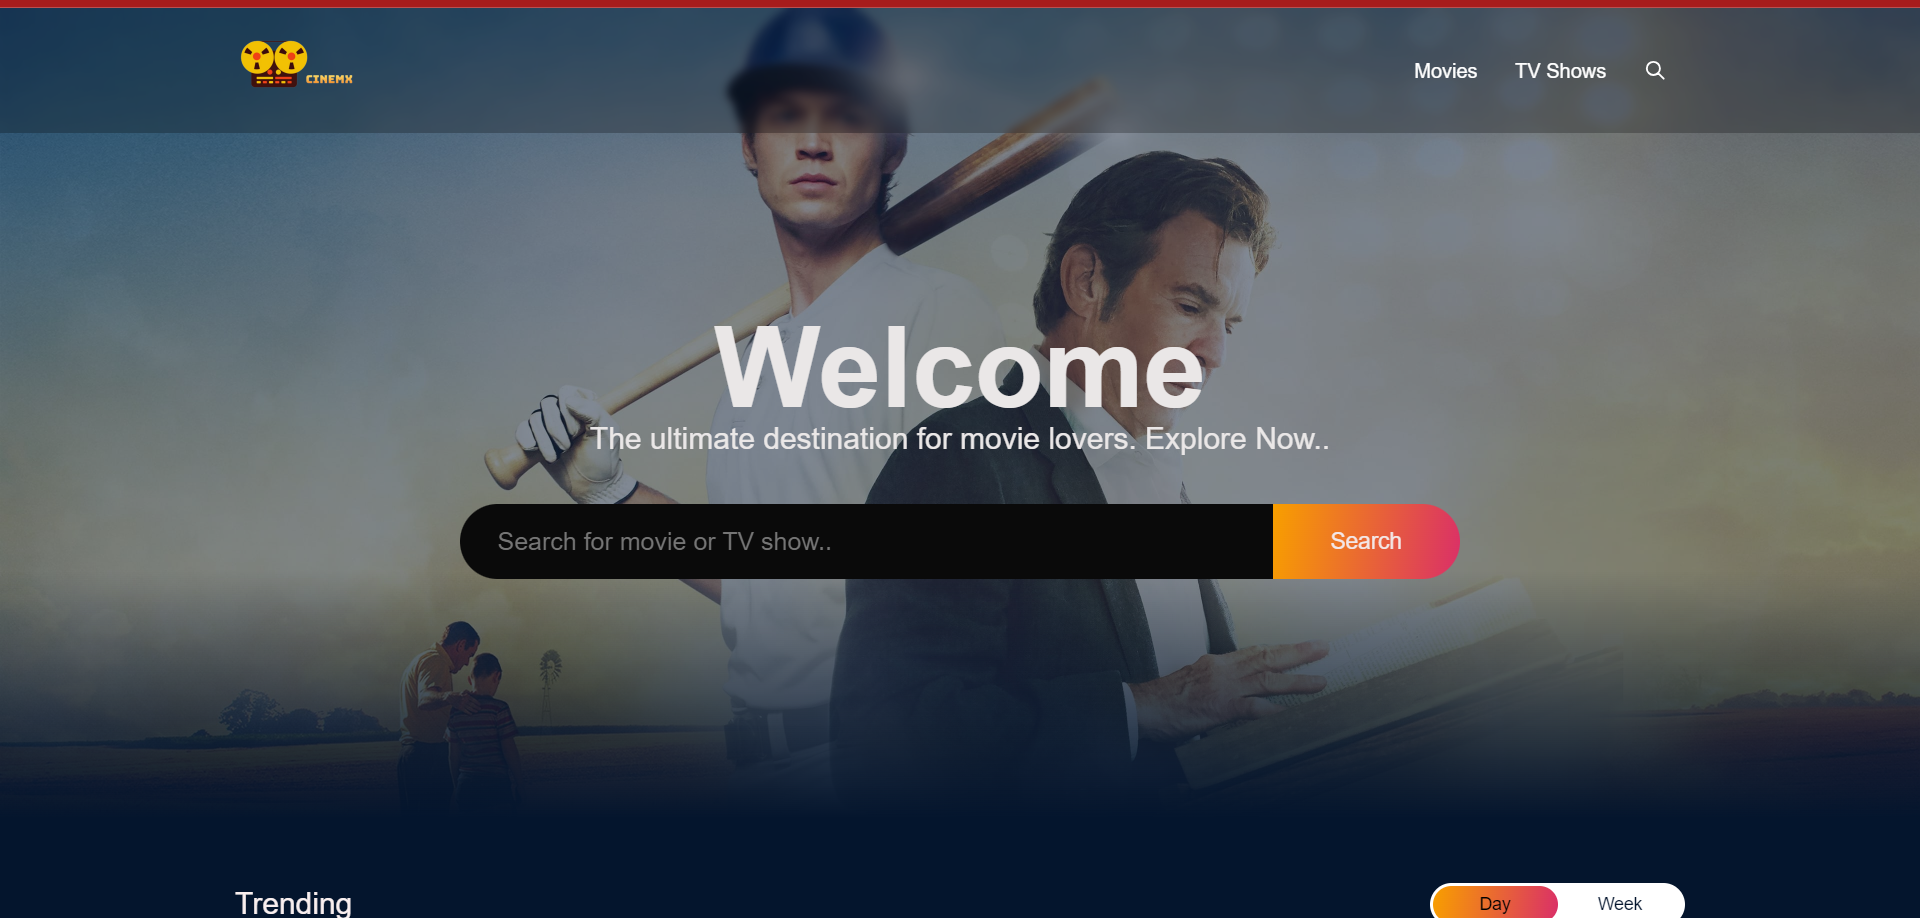 CINEMX
Movies
TV Shows
Welcome
The ultimate destination for movie lovers. Explore Now..
Search for movie or TV show..
Search
Trending
Day
Week